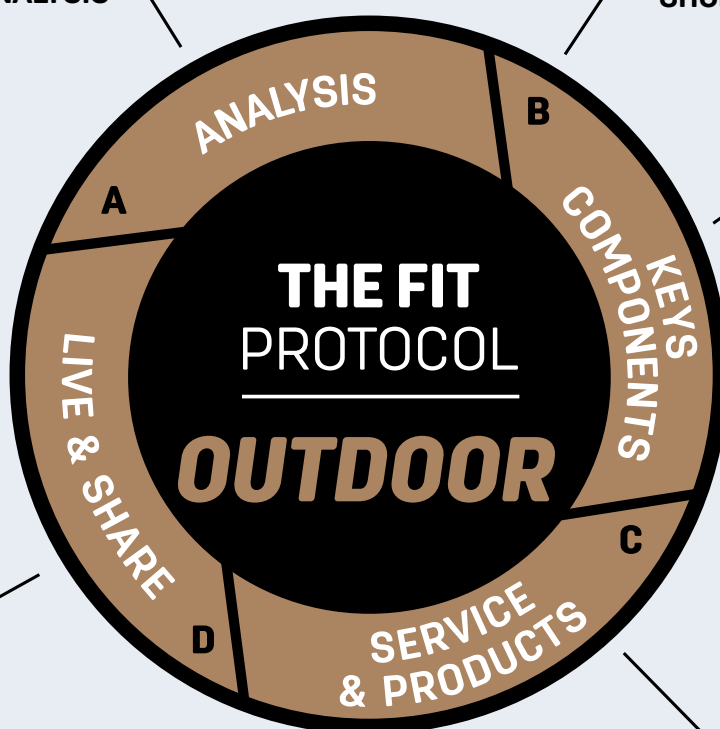 THE FIT
PROTOCOL
OUTDOOR
A
ANALYSIS
B
KEYS
COMPONENTS
C
SERVICE
& PRODUCTS
D
LIVE & SHARE